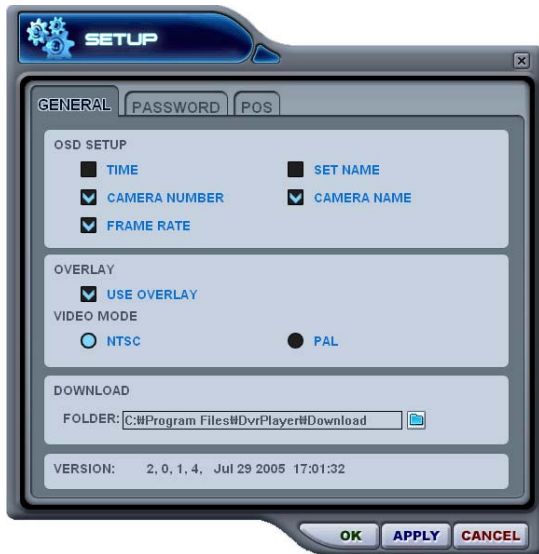 SETUP
GENERAL PASSWORD POS
OSD SETUP
TIME SET NAME
CAMERA NUMBER CAMERA NAME
FRAME RATE
OVERLAY
USE OVERLAY
VIDEO MODE
NTSC PAL
DOWNLOAD
FOLDER: C:₩Program Files₩DvrPlayer₩Download
VERSION: 2, 0, 1, 4, Jul 29 2005 17:01:32
OK APPLY CANCEL